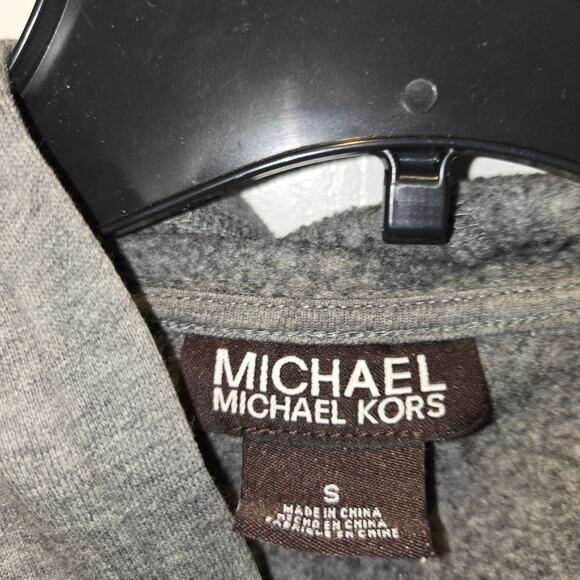 MICHAEL
MICHAEL KORS
S
MADE IN CHINA
HECHO EN CHINA
FABRIQUE EN CHINE